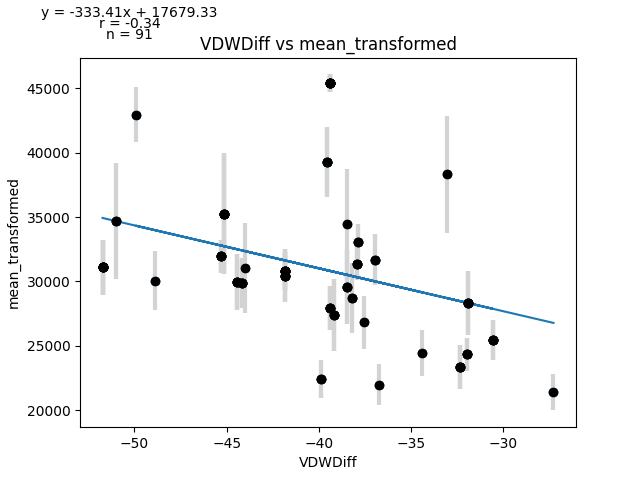 y = -333.41x + 17679.33
r = -0.34
n = 91
VDWDiff vs mean_transformed
mean_transformed
45000
40000
35000
30000
25000
20000
−50
−45
−40
−35
−30
VDWDiff